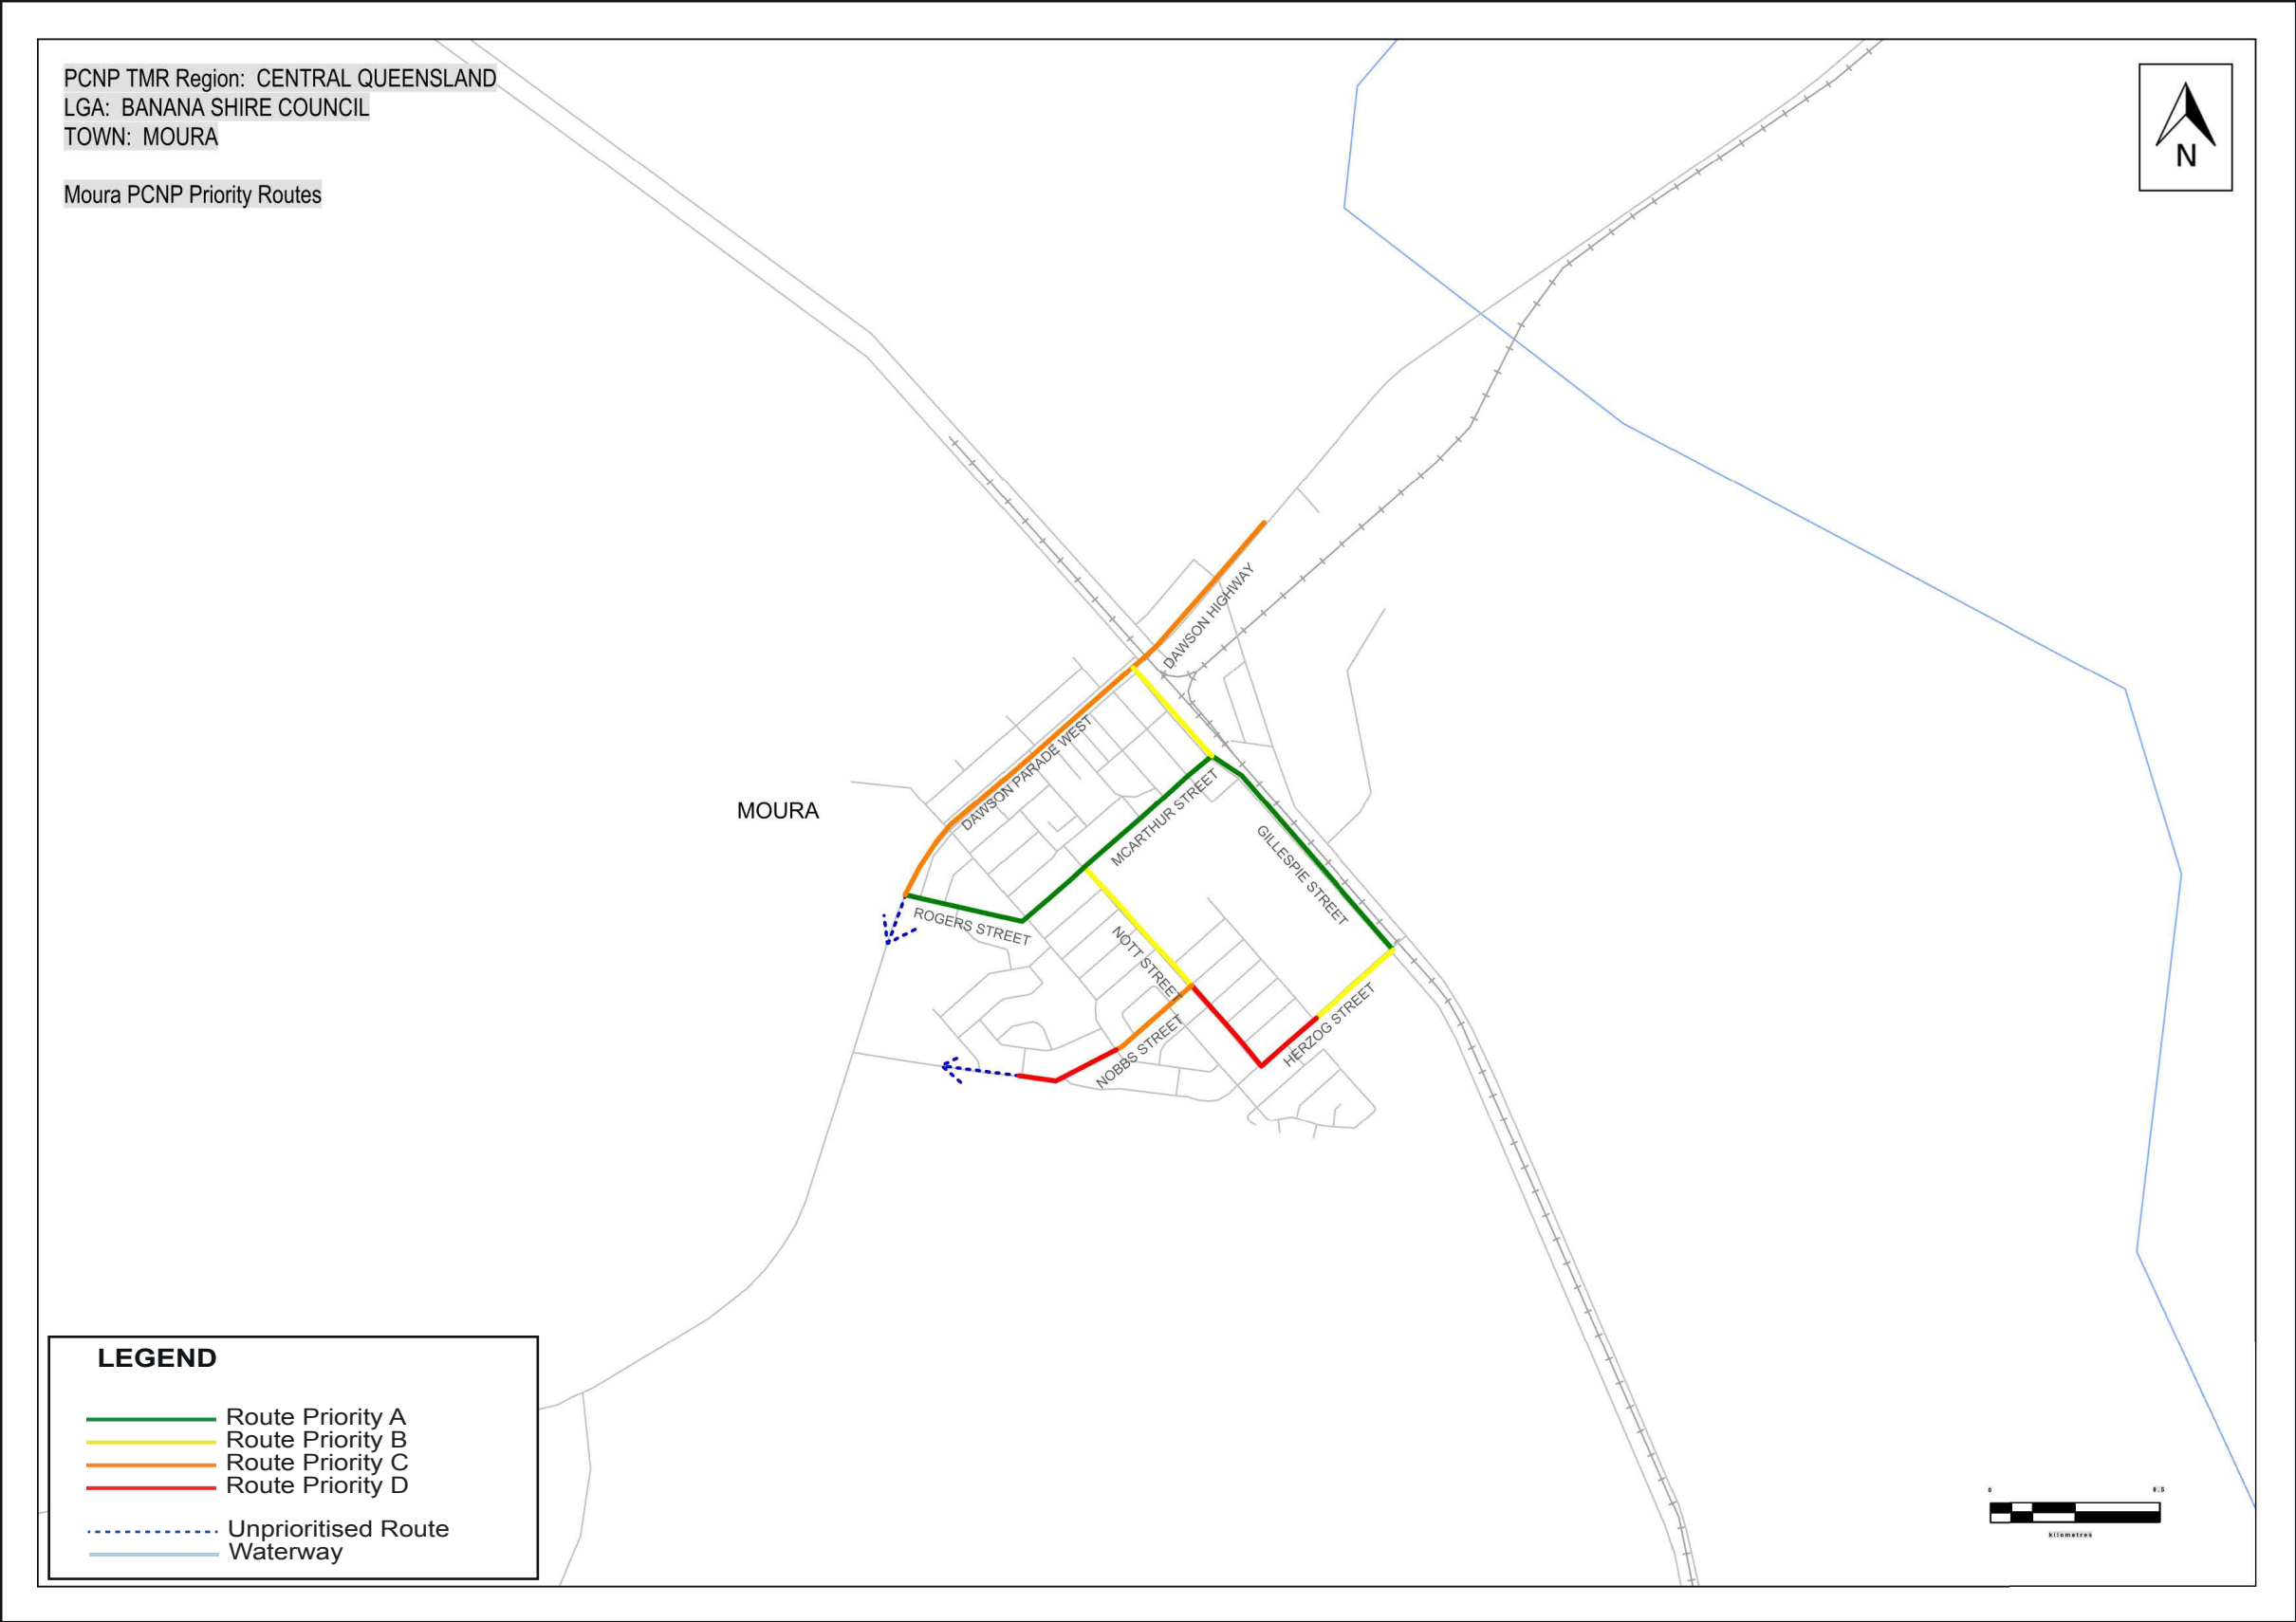 PCNP TMR Region: CENTRAL QUEENSLAND
LGA: BANANA SHIRE COUNCIL
TOWN: MOURA
Moura PCNP Priority Routes
N
DAWSON HIGHWAY
DAWSON PARADE WEST
MOURA
MCARTHUR STREET
GILLESPIE STREET
ROGERS STREET
NOTT STREET
HERZOG STREET
NOBBS STREET
LEGEND
Route Priority A
Route Priority B
Route Priority C
Route Priority D
Unprioritised Route
Waterway
0
kilometres